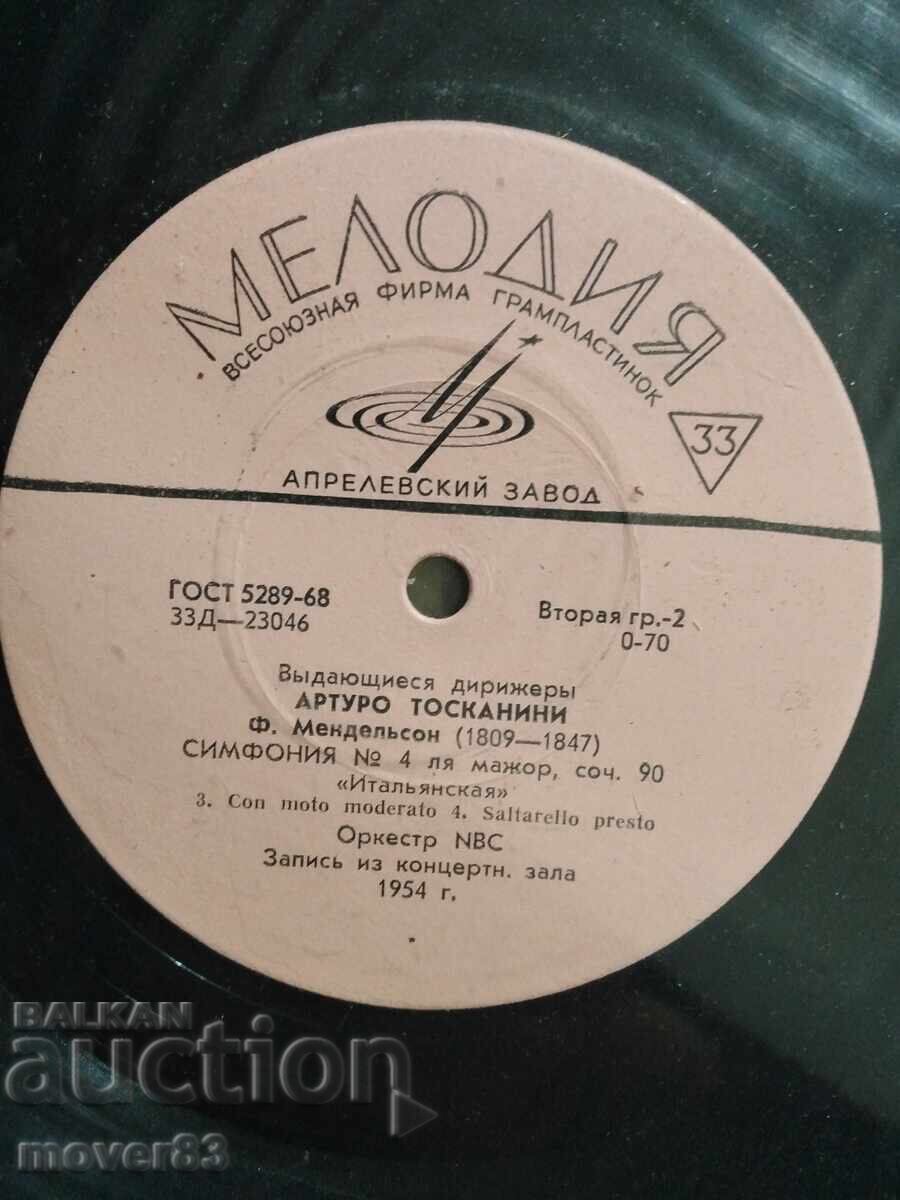 МЕЛОДИЯ
ВСЕСОЮЗНАЯ ФИРМА ГРАМПЛАСТИНОК
33
АПРЕЛЕВСКИЙ ЗАВОД
ГОСТ 5289-68
33Д—23046
Вторая гр.-2
0-70
Выдающиеся дирижеры
АРТУРО ТОСКАНИНИ
Ф. Мендельсон (1809—1847)
СИМФОНИЯ № 4 ля мажор, соч. 90
«Итальянская»
3. Con moto moderato 4. Saltarello presto
Оркестр NBC
Запись из концертн. зала
1954 г.
BALKAN
auction
mover83